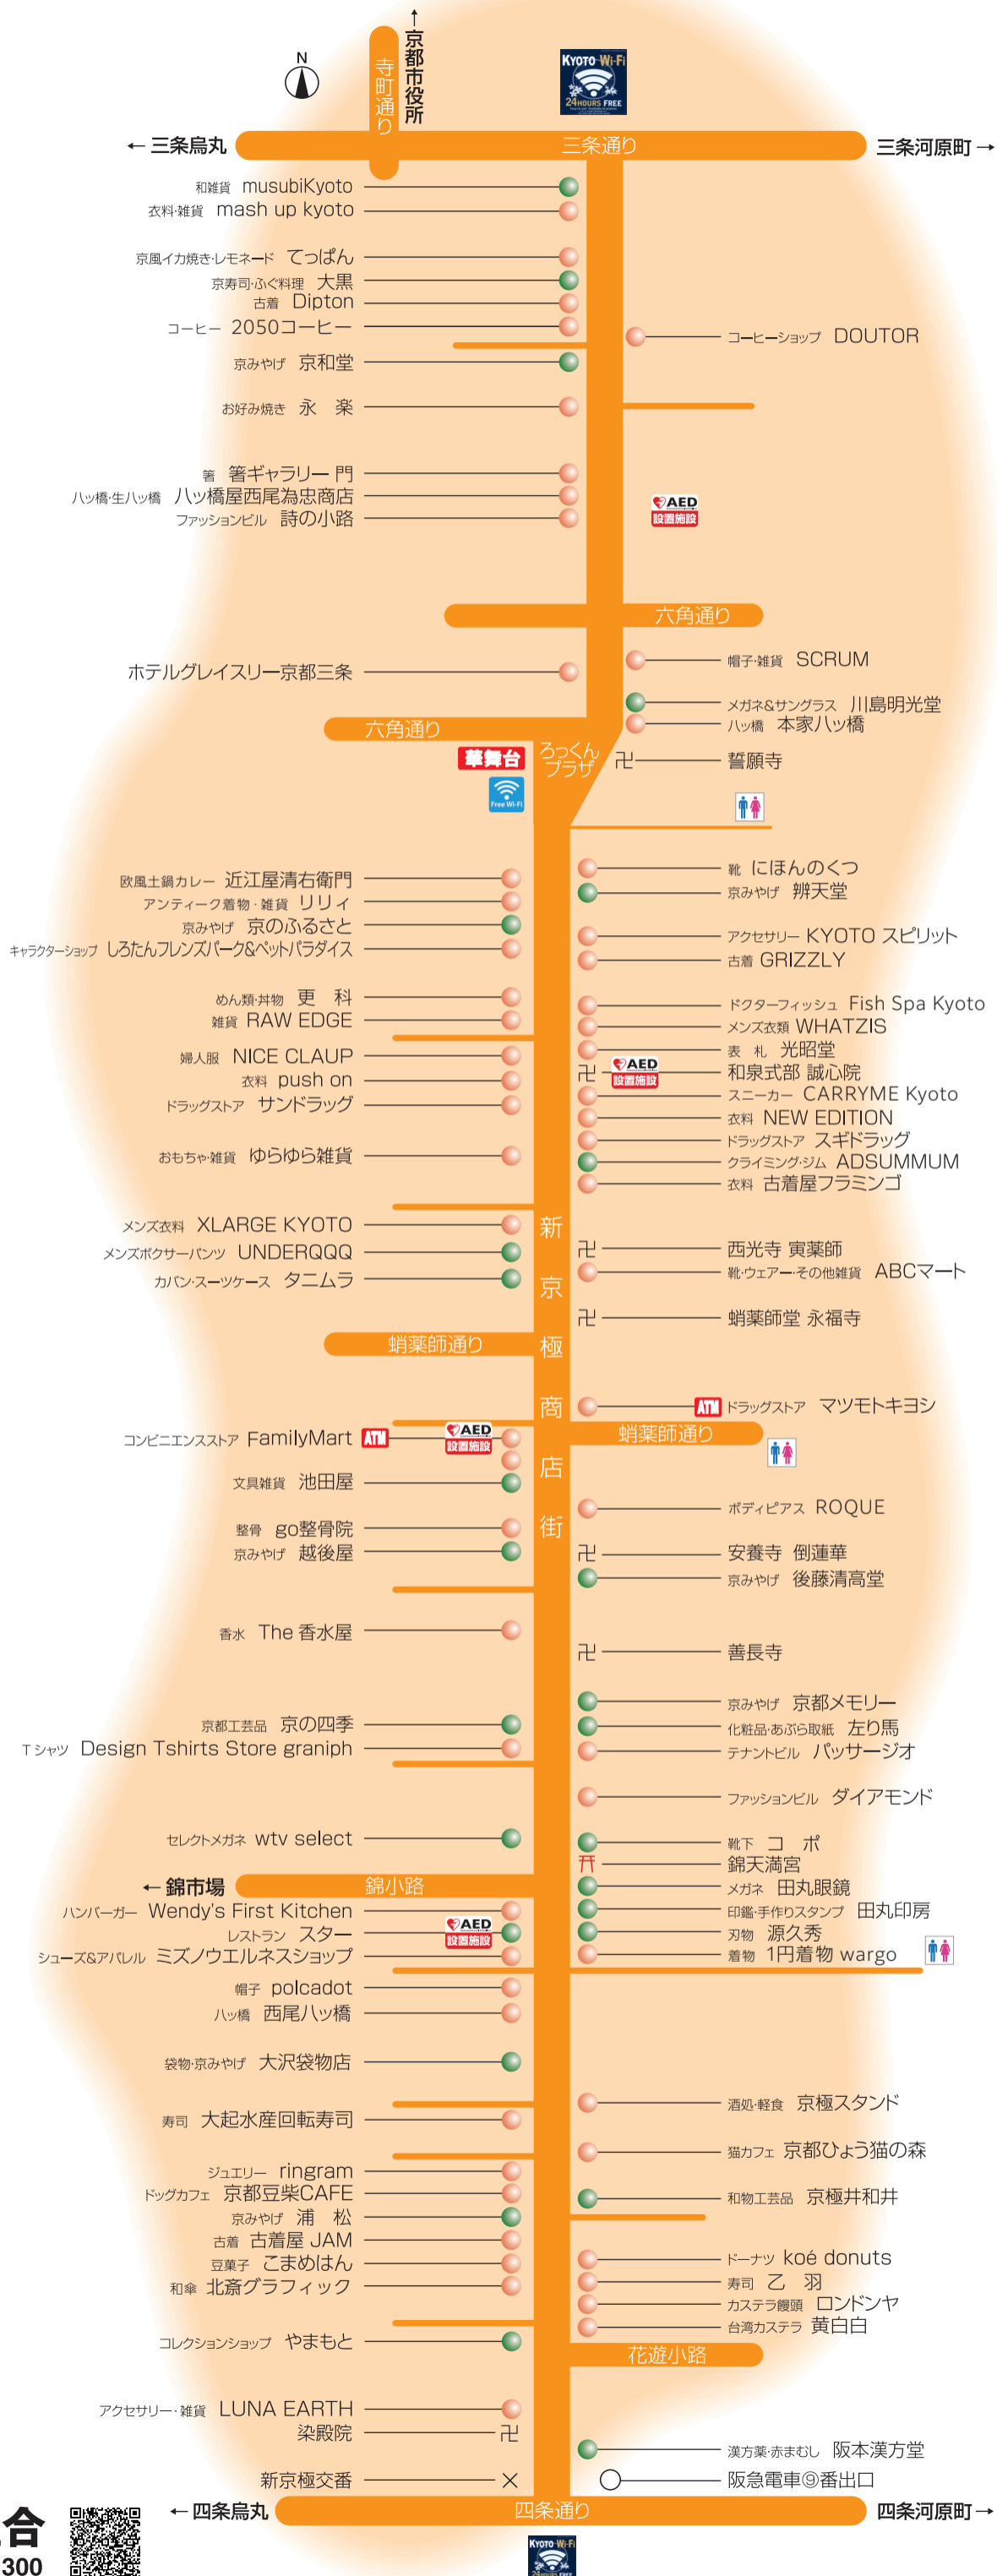 ↑京都市役所
寺町通り
N
KYOTO Wi-Fi
24HOURS FREE
←三条烏丸
三条通り
三条河原町→
和雑貨 musubiKyoto
衣料・雑貨 mash up kyoto
京風イカ焼き・レモネード てっぱん
京寿司・ふぐ料理 大黒
古着 Dipton
コーヒー 2050コーヒー
コーヒーショップ DOUTOR
京みやげ 京和堂
お好み焼き 永 楽
箸 箸ギャラリー 門
八ッ橋・生八ッ橋 八ッ橋屋西尾為忠商店
ファッションビル 詩の小路
AED
設置施設
六角通り
帽子・雑貨 SCRUM
ホテルグレイスリー京都三条
メガネ&サングラス 川島明光堂
八ッ橋 本家八ッ橋
六角通り
ろっくん
プラザ
華舞台
卍 誓願寺
Free Wi-Fi
欧風土鍋カレー 近江屋清右衛門
靴 にほんのくつ
アンティーク着物・雑貨 リリィ
京みやげ 辨天堂
京みやげ 京のふるさと
アクセサリー KYOTO スピリット
キャラクターショップ しろたんフレンズパーク&ペットパラダイス
古着 GRIZZLY
めん類・丼物 更 科
ドクターフィッシュ Fish Spa Kyoto
雑貨 RAW EDGE
メンズ衣類 WHATZIS
婦人服 NICE CLAUP
表 札 光昭堂
卍 AED
設置施設
和泉式部 誠心院
衣料 push on
スニーカー CARRYME Kyoto
ドラッグストア サンドラッグ
衣料 NEW EDITION
ドラッグストア スギドラッグ
おもちゃ・雑貨 ゆらゆら雑貨
クライミング・ジム ADSUMMUM
衣料 古着屋フラミンゴ
新京極商店街
メンズ衣料 XLARGE KYOTO
卍 西光寺 寅薬師
メンズボクサーパンツ UNDERQQQ
靴・ウェアー・その他雑貨 ABCマート
カバン・スーツケース タニムラ
卍 蛸薬師堂 永福寺
蛸薬師通り
ATM ドラッグストア マツモトキヨシ
蛸薬師通り
コンビニエンスストア FamilyMart ATM
AED
設置施設
文具雑貨 池田屋
ボディピアス ROQUE
整骨 go整骨院
京みやげ 越後屋
卍 安養寺 倒蓮華
京みやげ 後藤清高堂
香水 The 香水屋
卍 善長寺
京みやげ 京都メモリー
京都工芸品 京の四季
化粧品・あぶら取紙 左り馬
Tシャツ Design Tshirts Store graniph
テナントビル パッサージオ
ファッションビル ダイアモンド
セレクトメガネ wtv select
靴下 コ ポ
錦天満宮
←錦市場
錦小路
メガネ 田丸眼鏡
ハンバーガー Wendy's First Kitchen
印鑑・手作りスタンプ 田丸印房
レストラン スター
AED
設置施設
刃物 源久秀
シューズ&アパレル ミズノウエルネスショップ
着物 1円着物 wargo
帽子 polcadot
八ッ橋 西尾八ッ橋
袋物・京みやげ 大沢袋物店
酒処・軽食 京極スタンド
寿司 大起水産回転寿司
猫カフェ 京都ひょう猫の森
ジュエリー ringram
ドッグカフェ 京都豆柴CAFE
和物工芸品 京極井和井
京みやげ 浦 松
古着 古着屋 JAM
ドーナツ koé donuts
豆菓子 こまめはん
寿司 乙 羽
和傘 北斎グラフィック
カステラ饅頭 ロンドンヤ
台湾カステラ 黄白白
コレクションショップ やまもと
花遊小路
アクセサリー・雑貨 LUNA EARTH
染殿院 卍
漢方薬・赤まむし 阪本漢方堂
新京極交番 ×
阪急電車⑨番出口
←四条烏丸
四条通り
四条河原町→
合
300
KYOTO Wi-Fi
24HOURS FREE